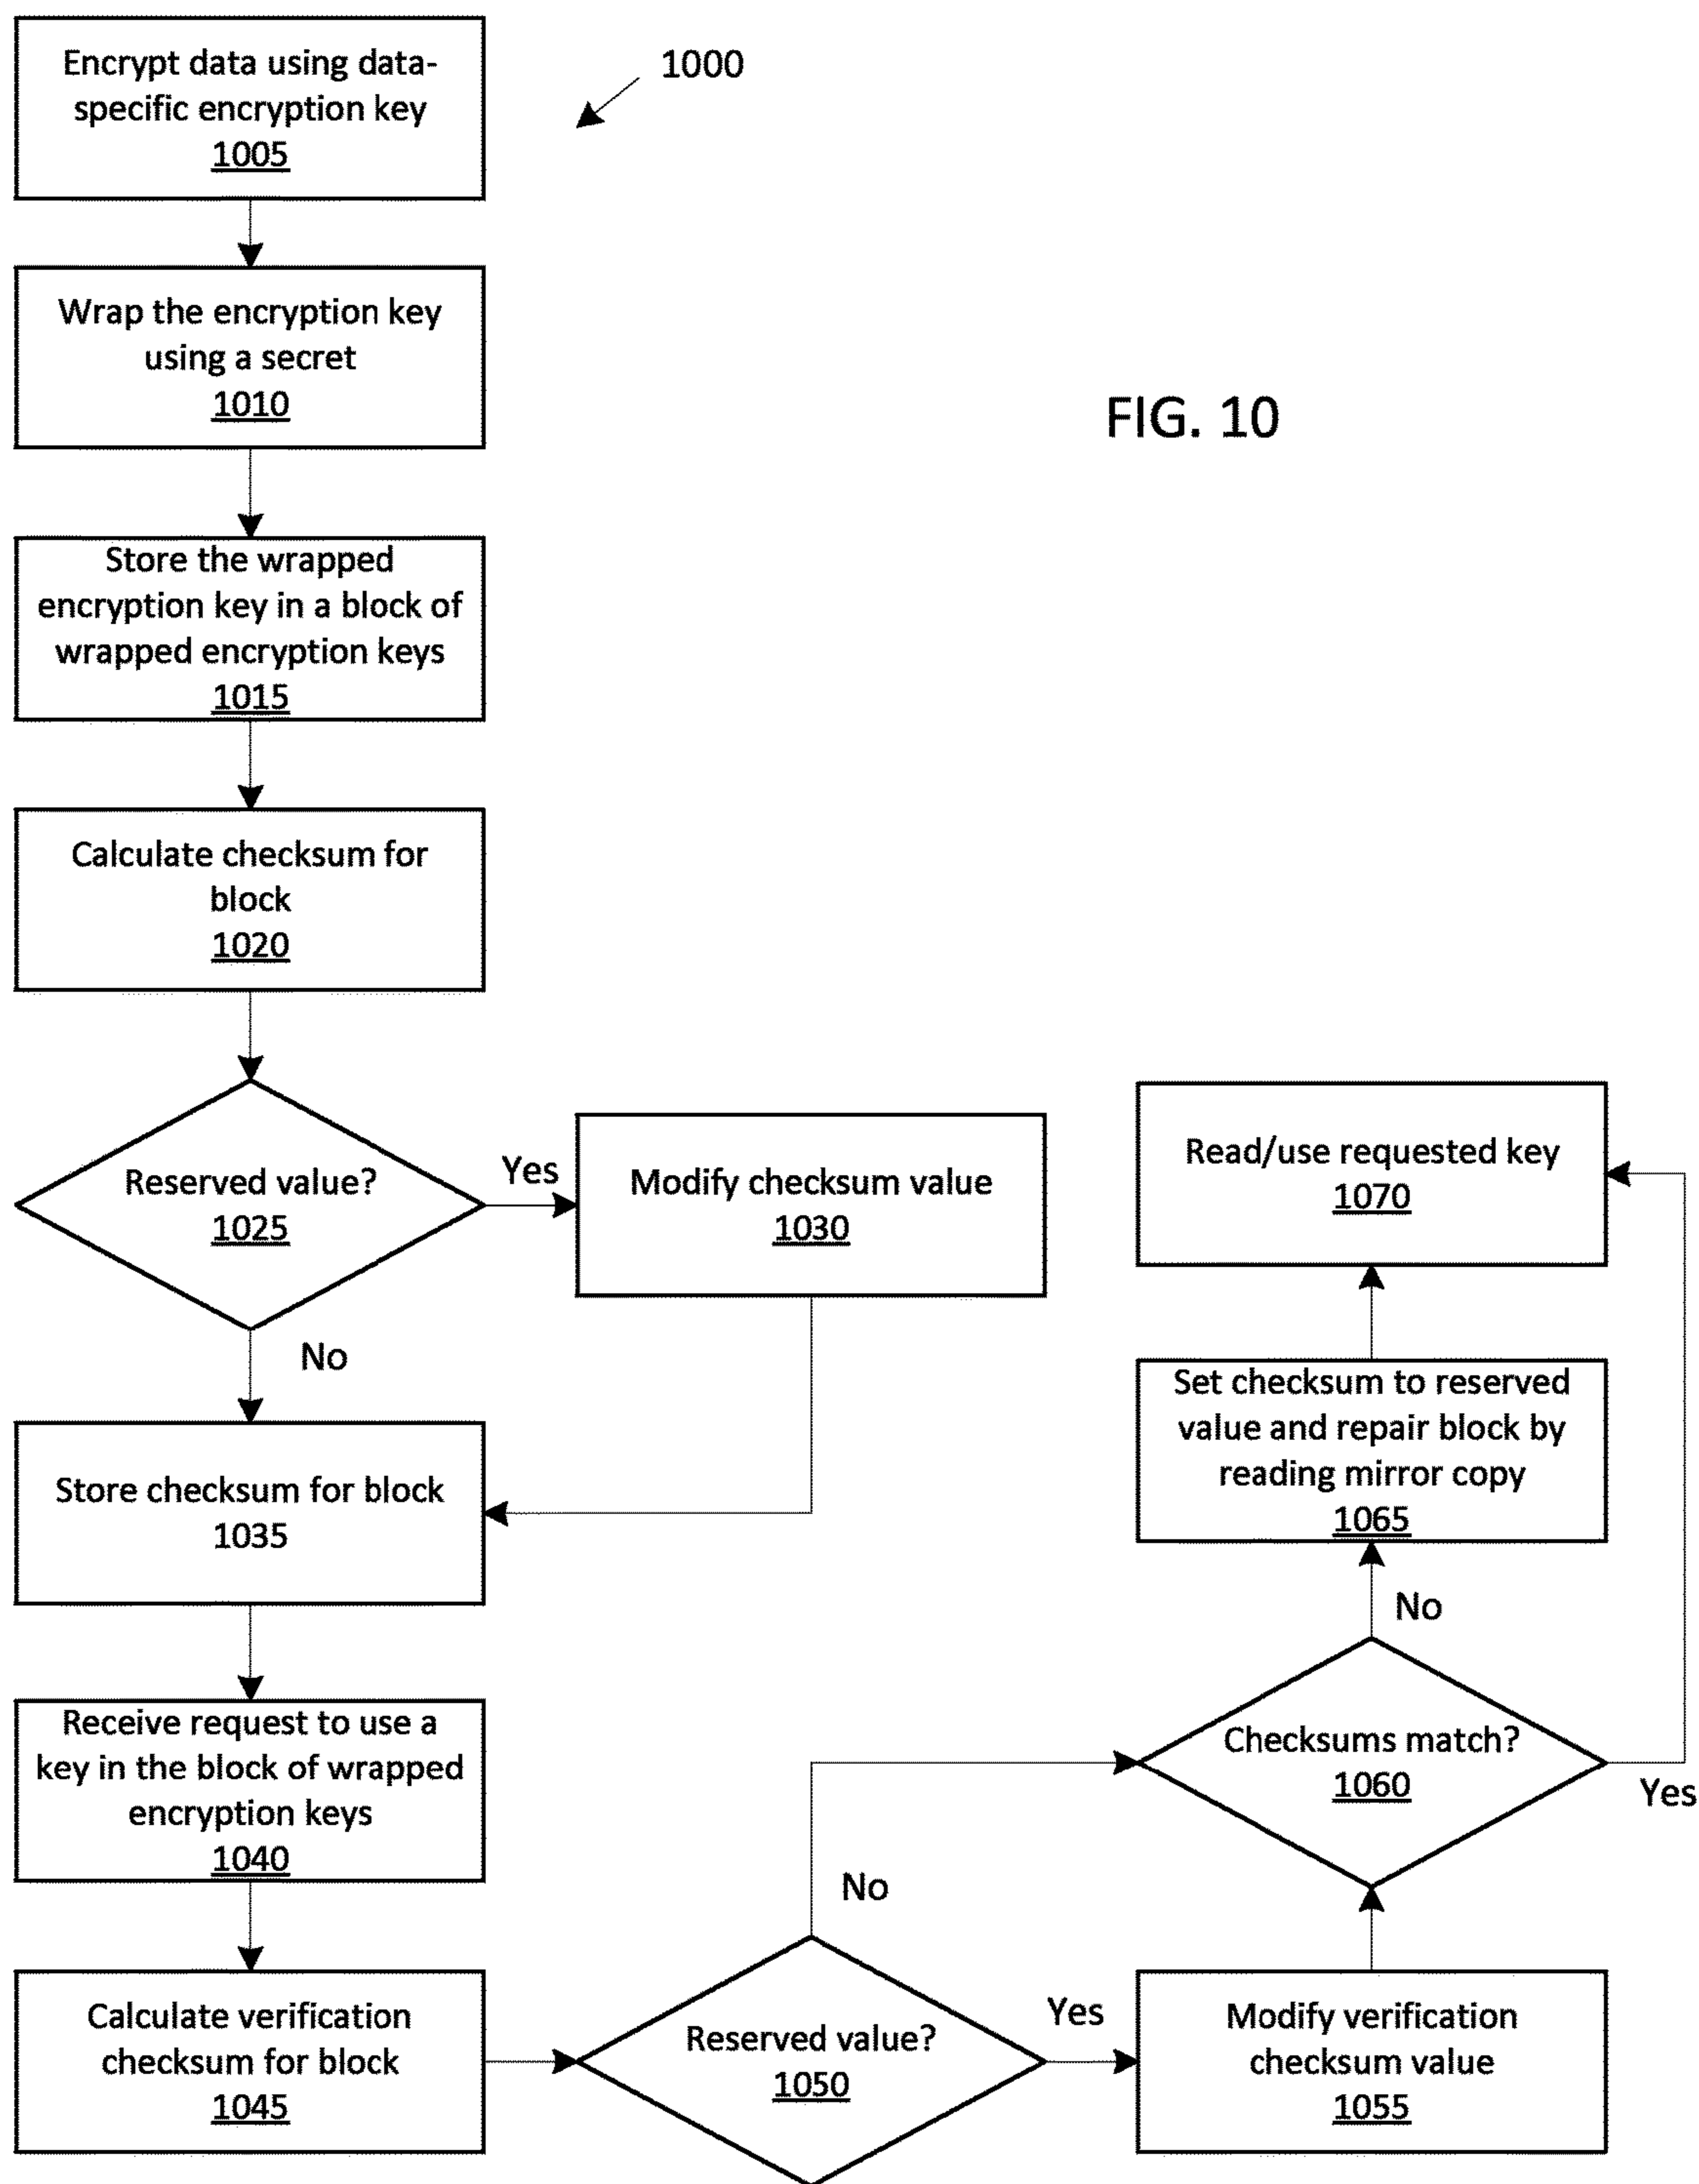 Encrypt data using data-
specific encryption key
1005
1000
Wrap the encryption key
using a secret
1010
FIG. 10
Store the wrapped
encryption key in a block of
wrapped encryption keys
1015
Calculate checksum for
block
1020
Reserved value?
1025
Yes
Modify checksum value
1030
No
Store checksum for block
1035
Receive request to use a
key in the block of wrapped
encryption keys
1040
Calculate verification
checksum for block
1045
Reserved value?
1050
No
Yes
Modify verification
checksum value
1055
Checksums match?
1060
Yes
No
Set checksum to reserved
value and repair block by
reading mirror copy
1065
Read/use requested key
1070